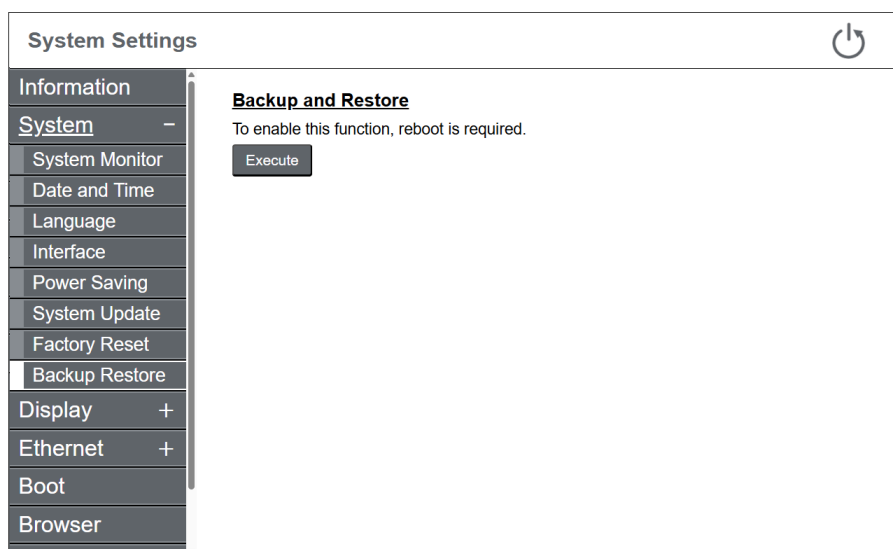 System Settings
Information
System −
System Monitor
Date and Time
Language
Interface
Power Saving
System Update
Factory Reset
Backup Restore
Display +
Ethernet +
Boot
Browser
Backup and Restore
To enable this function, reboot is required.
Execute